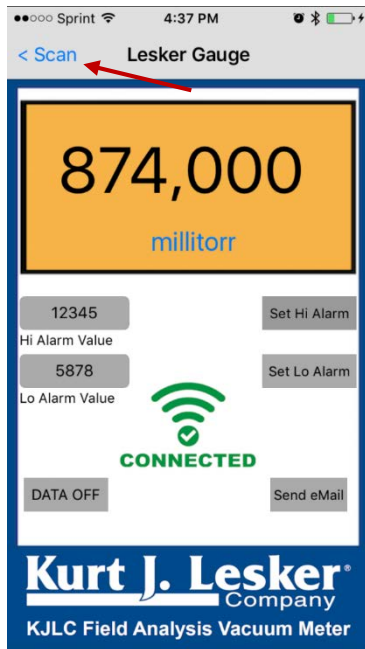 Sprint 4:37 PM
< Scan Lesker Gauge
874,000
millitorr
12345 Set Hi Alarm
Hi Alarm Value
5878 Set Lo Alarm
Lo Alarm Value
CONNECTED
DATA OFF Send eMail
Kurt J. Lesker®
Company
KJLC Field Analysis Vacuum Meter